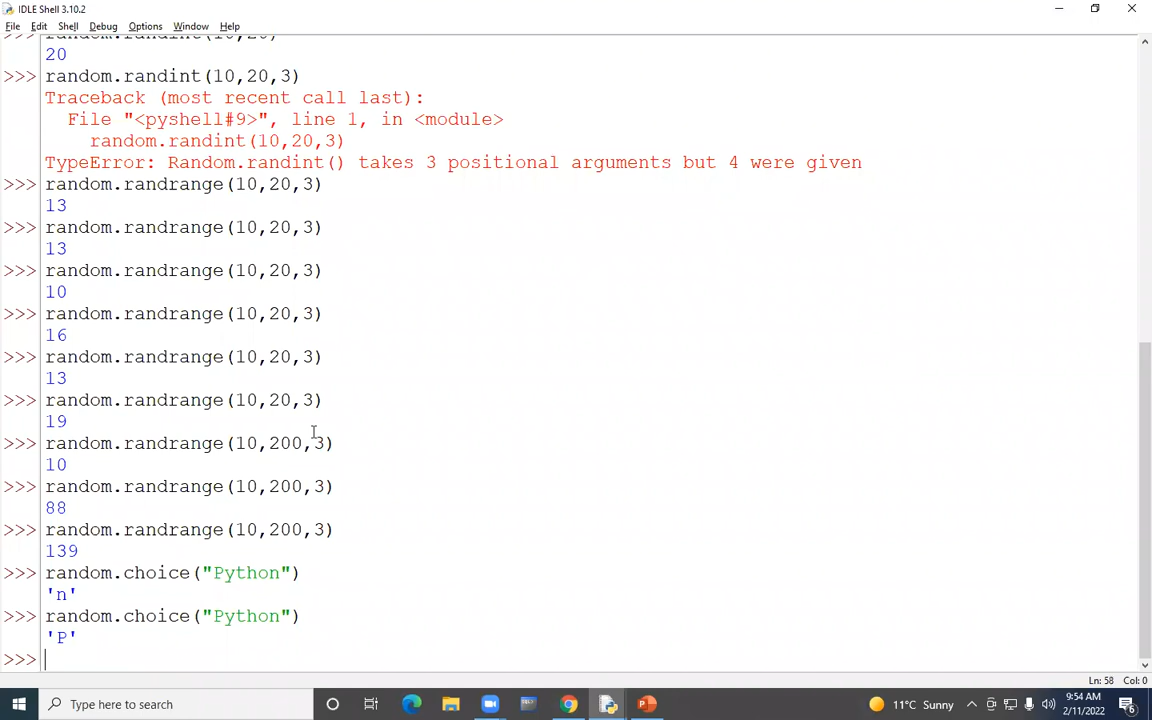 IDLE Shell 3.10.2
File Edit Shell Debug Options Window Help
>>> random.randint(10,20)
20
>>> random.randint(10,20,3)
Traceback (most recent call last):
File "<pyshell#9>", line 1, in <module>
random.randint(10,20,3)
TypeError: Random.randint() takes 3 positional arguments but 4 were given
>>> random.randrange(10,20,3)
13
>>> random.randrange(10,20,3)
13
>>> random.randrange(10,20,3)
10
>>> random.randrange(10,20,3)
16
>>> random.randrange(10,20,3)
13
>>> random.randrange(10,20,3)
19
>>> random.randrange(10,200,3)
10
>>> random.randrange(10,200,3)
88
>>> random.randrange(10,200,3)
139
>>> random.choice("Python")
'n'
>>> random.choice("Python")
'P'
>>>
Ln: 58 Col: 0
Type here to search
11°C Sunny
9:54 AM
2/11/2022
6